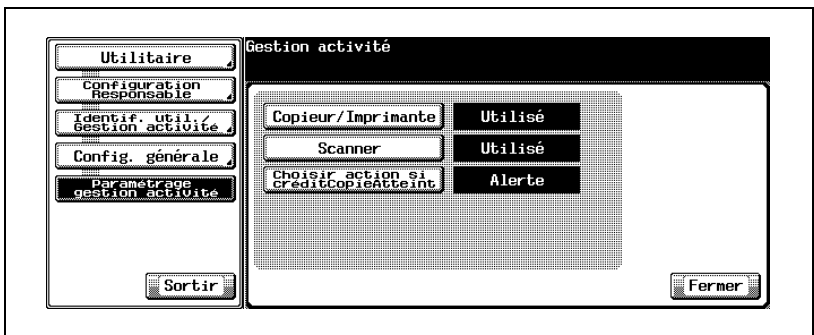 Gestion activité
Utilitaire
Configuration
Responsable
Identif. util./
Gestion activité
Config. générale
Paramétrage
gestion activité
Sortir
Copieur/Imprimante
Utilisé
Scanner
Utilisé
Choisir action si
créditCopieAtteint
Alerte
Fermer